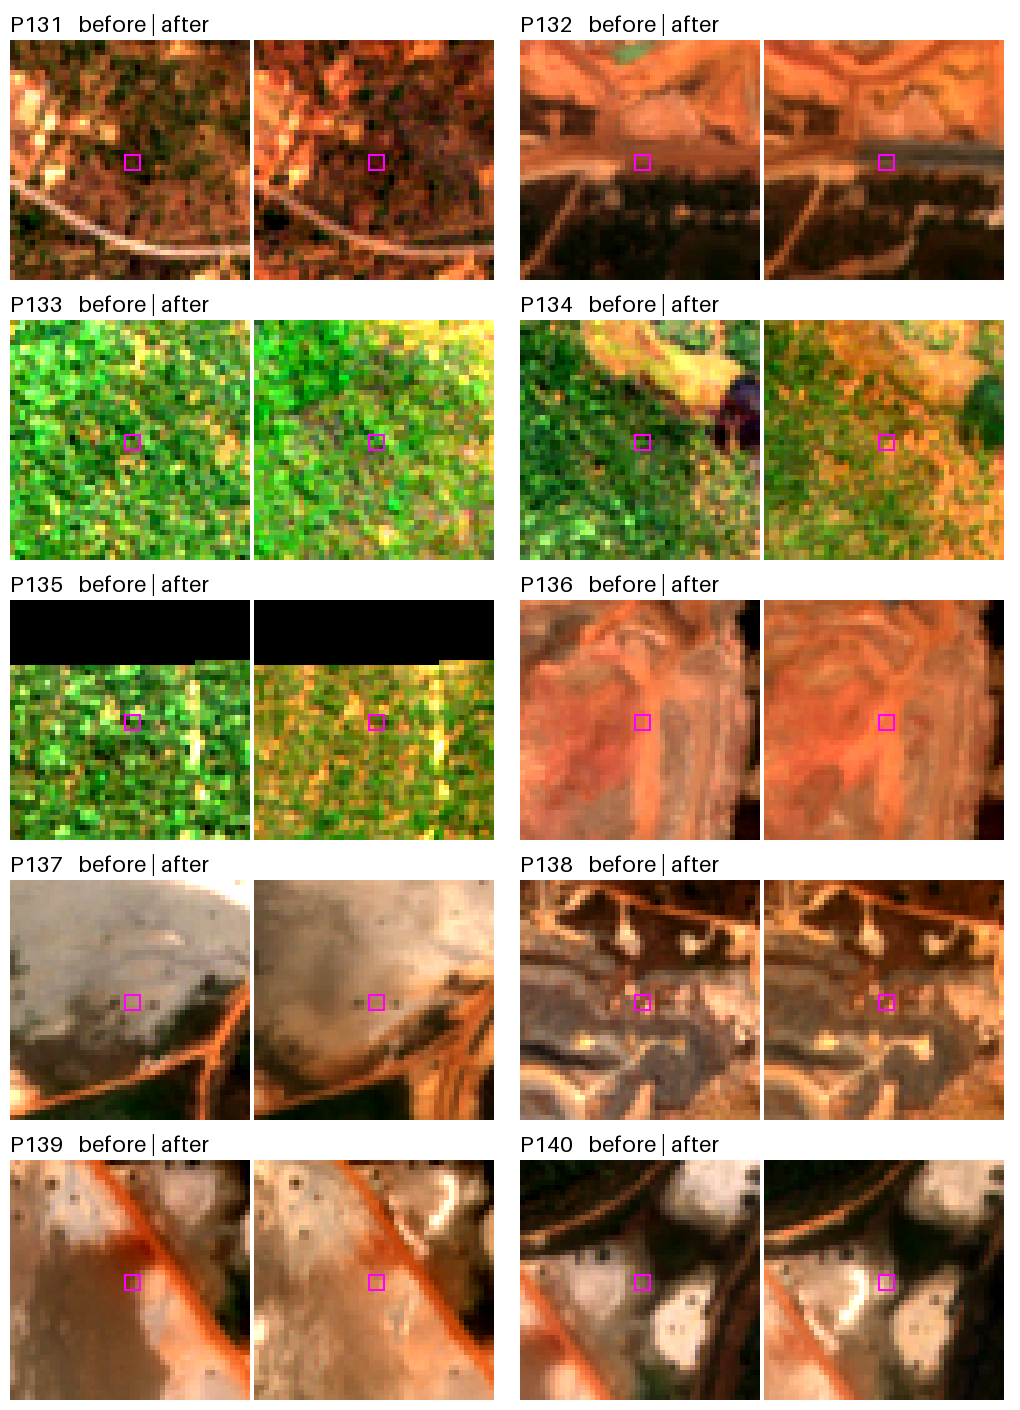 P131 before | after
P132 before | after
P133 before | after
P134 before | after
P135 before | after
P136 before | after
P137 before | after
P138 before | after
P139 before | after
P140 before | after